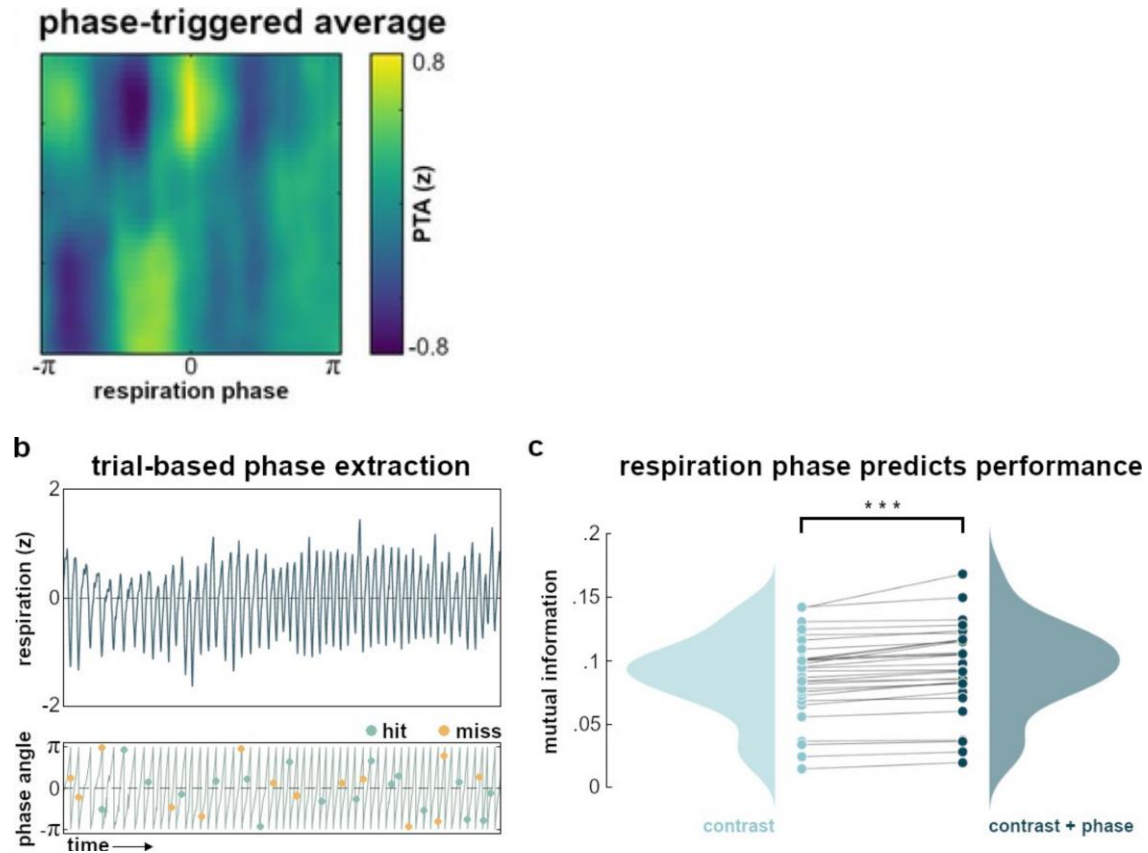 phase-triggered average
0.8
PTA (z)
-0.8
-π 0 π
respiration phase
b
trial-based phase extraction
2
respiration (z)
0
-2
hit miss
phase angle
π
0
-π
time
c
respiration phase predicts performance
* * *
.2
.15
.1
.05
0
mutual information
contrast
contrast + phase